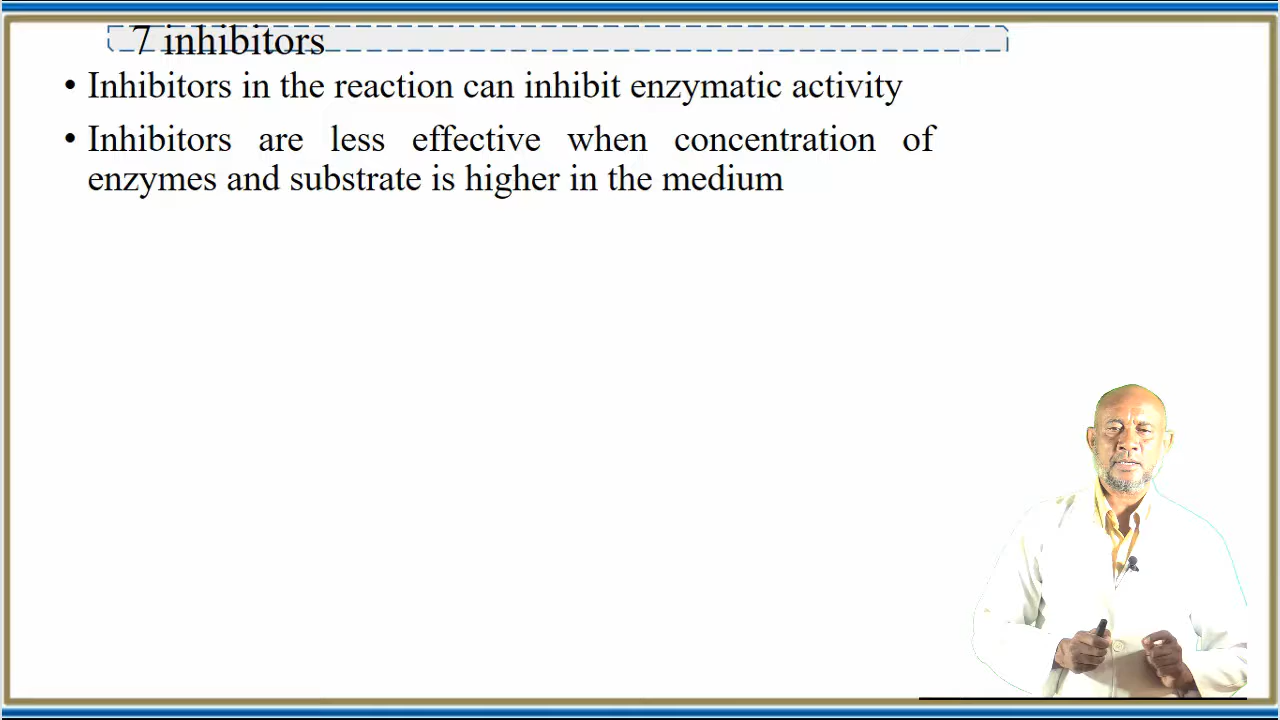 7 inhibitors
• Inhibitors in the reaction can inhibit enzymatic activity
• Inhibitors are less effective when concentration of
enzymes and substrate is higher in the medium